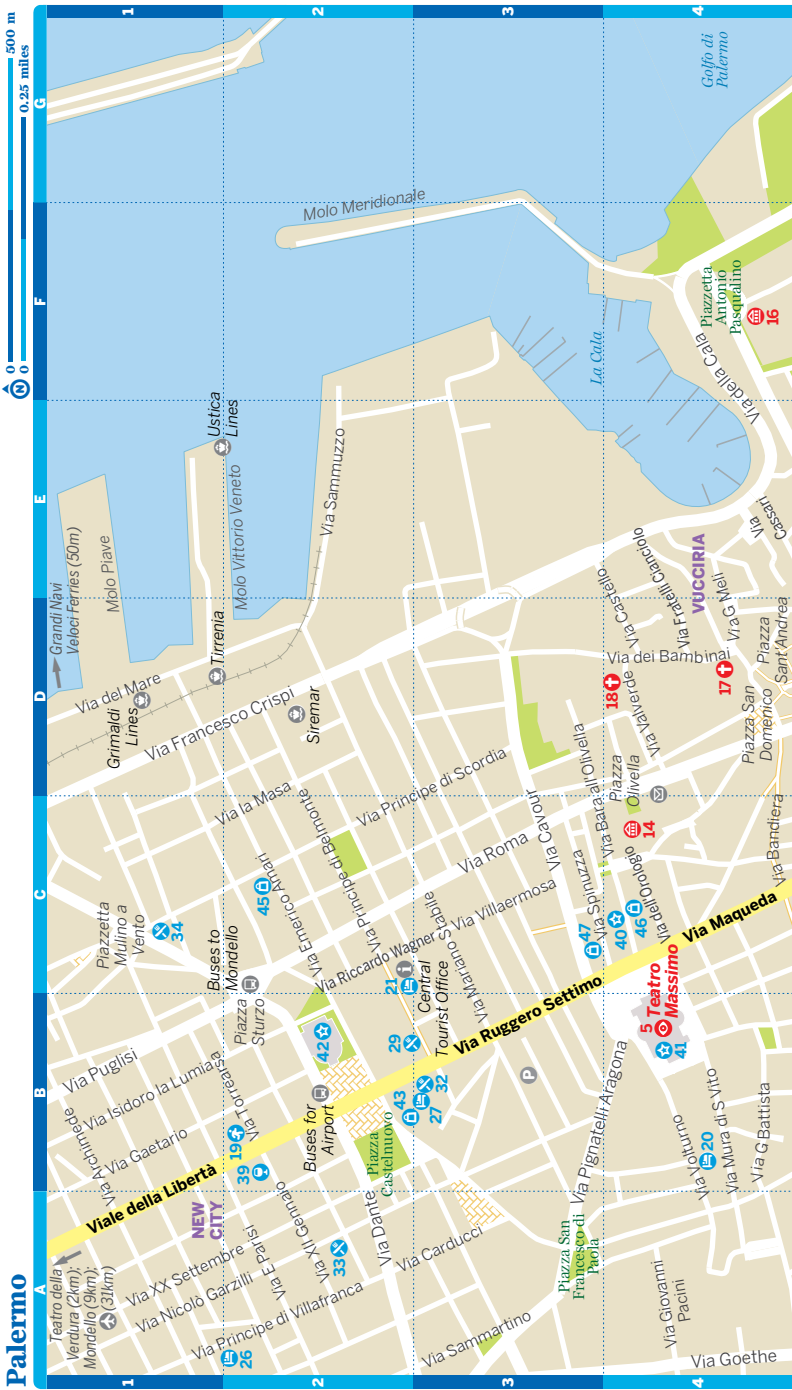 Palermo
0
500 m
0
0.25 miles
N
A
B
C
D
E
F
G
1
2
3
4
1
2
3
4
Teatro della
Verdura (2km);
Mondello (9km);
(31km)
Viale della Libertà
NEW
CITY
Via XX Settembre
Via Nicolò Garzilli
Via Principe di Villafranca
Via E Parisi
Via XII Gennaio
26
33
39
19
Via Archimede
Via Gaetario
Via Isidoro la Lumia
Via Puglisi
Via Torrearsa
Piazzetta
Mulino a
Vento
34
Buses to
Mondello
Piazza
Sturzo
45
Via Emerico Amari
Via la Masa
Via Francesco Crispi
Via del Mare
Grimaldi
Lines
Tirrenia
Siremar
Grandi Navi
Veloci Ferries (50m)
Molo Piave
Molo Vittorio Veneto
Ustica
Lines
Via Sammuzzo
Molo Meridionale
Buses for
Airport
42
Piazza
Castelnuovo
Via Dante
Via Carducci
Via Principe di Belmonte
Via Principe di Scordia
Via Riccardo Wagner
Via Villaermosa
Via Mariano Stabile
Via Roma
21
Central
Tourist Office
29
43
32
27
P
Via Ruggero Settimo
Via Cavour
Via Sammartino
Piazza San
Francesco di
Paola
Via Pignatelli Aragona
47
Via Spinuzza
Via Bara all'Olivella
40
46
Via dell'Orologio
Piazza
Olivella
14
18
Via Valverde
Via dei Bambinai
Via Castello
Via Fratelli Cianciolo
VUCCIRIA
17
Via G Meli
Via
Cassari
Piazza
Sant'Andrea
Piazza San
Domenico
Via Bandiera
Via Maqueda
5 Teatro
Massimo
41
Via Volturno
20
Via Mura di S Vito
Via G Battista
Via Giovanni
Pacini
Via Goethe
La Cala
Via della Cala
Piazzetta
Antonio
Pasqualino
16
Golfo di
Palermo